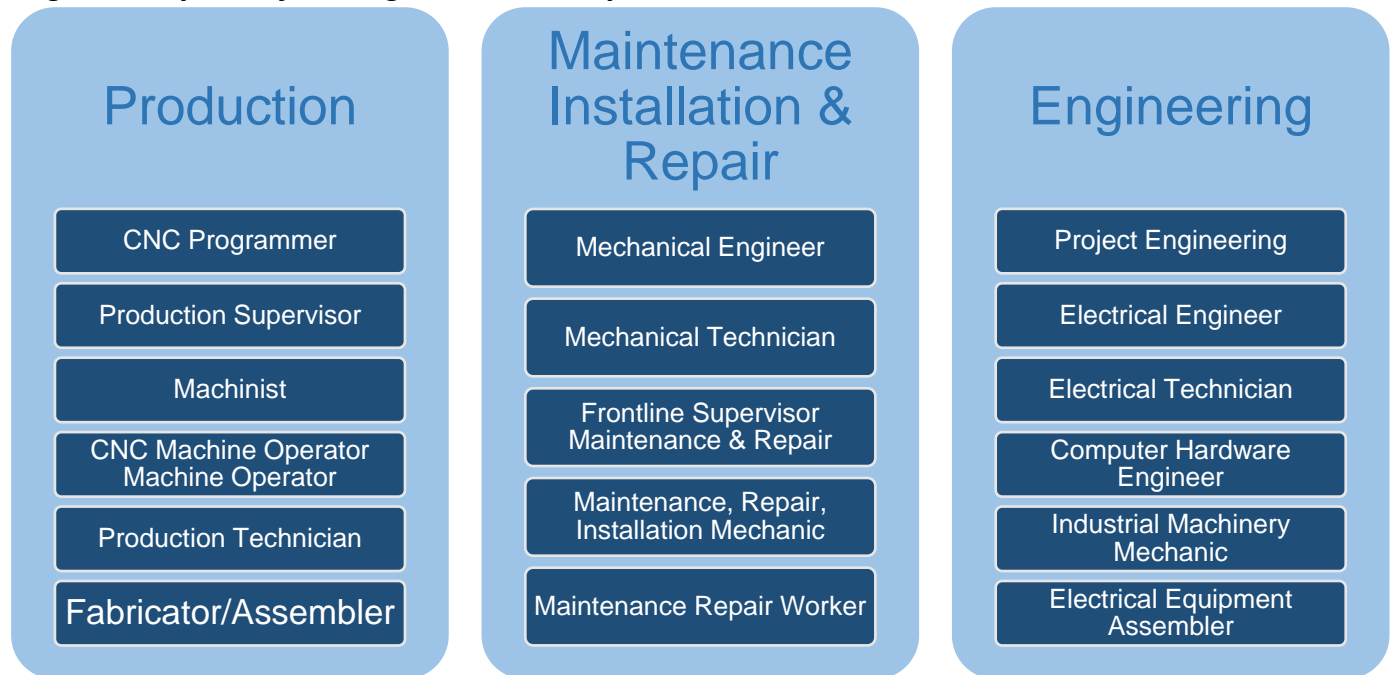 Production
CNC Programmer
Production Supervisor
Machinist
CNC Machine Operator
Machine Operator
Production Technician
Fabricator/Assembler
Maintenance
Installation &
Repair
Mechanical Engineer
Mechanical Technician
Frontline Supervisor
Maintenance & Repair
Maintenance, Repair,
Installation Mechanic
Maintenance Repair Worker
Engineering
Project Engineering
Electrical Engineer
Electrical Technician
Computer Hardware
Engineer
Industrial Machinery
Mechanic
Electrical Equipment
Assembler